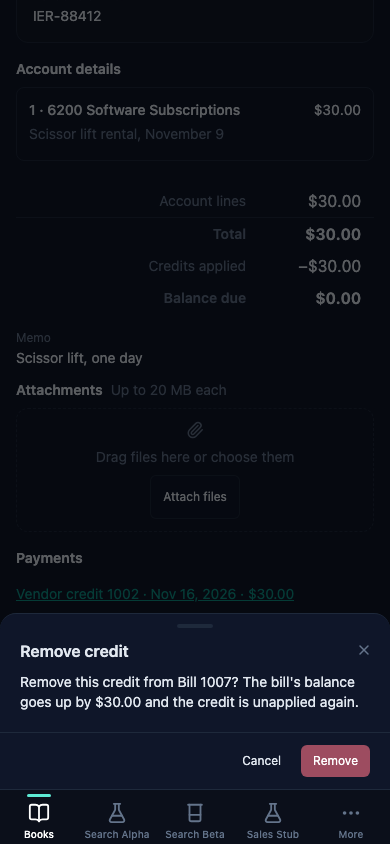 IER-88412
Account details
1 · 6200 Software Subscriptions $30.00
Scissor lift rental, November 9
Account lines $30.00
Total $30.00
Credits applied –$30.00
Balance due $0.00
Memo
Scissor lift, one day
Attachments Up to 20 MB each
Drag files here or choose them
Attach files
Payments
Vendor credit 1002 · Nov 16, 2026 · $30.00
Remove credit
Remove this credit from Bill 1007? The bill's balance
goes up by $30.00 and the credit is unapplied again.
Cancel Remove
Books Search Alpha Search Beta Sales Stub More